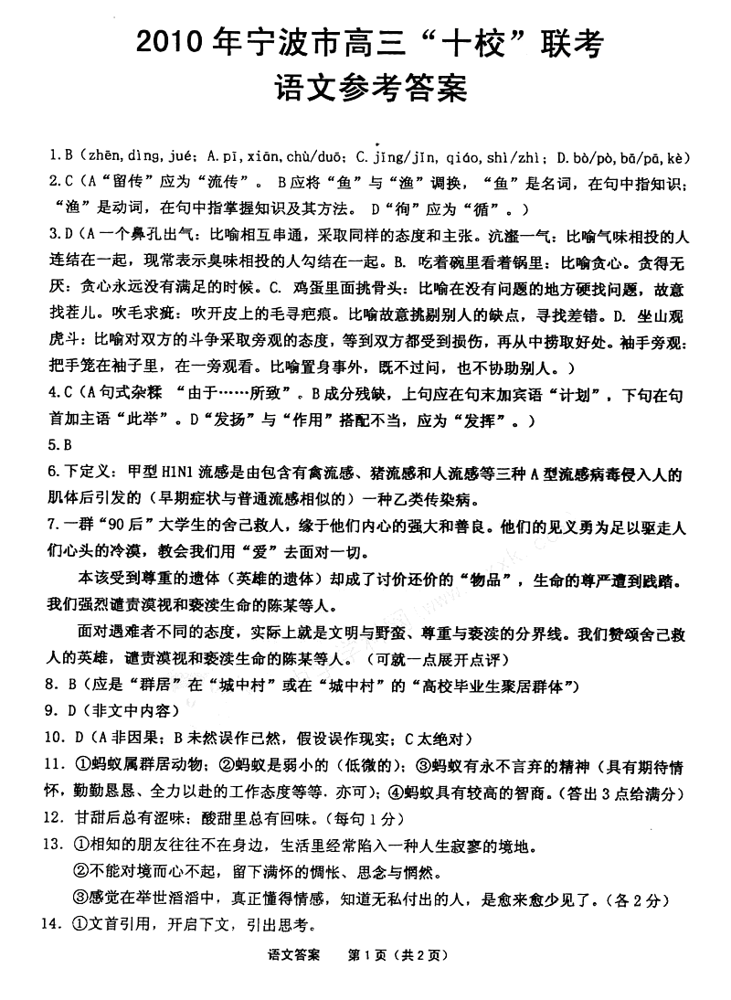 2010 年宁波市高三“十校”联考
语文参考答案
1.B（zhēn,dìng,jué；A.pī,xiān,chù/duō；C.jīng/jìn, qiáo,shì/zhì；D.bò/pò,bā/pā,kè）
2.C（A“留传”应为“流传”。 B应将“鱼”与“渔”调换，“鱼”是名词，在句中指知识；
“渔”是动词，在句中指掌握知识及其方法。 D“徇”应为“循”。）
3.D（A一个鼻孔出气：比喻相互串通，采取同样的态度和主张。沆瀣一气：比喻气味相投的人
连结在一起，现常表示臭味相投的人勾结在一起。B. 吃着碗里看着锅里：比喻贪心。贪得无
厌：贪心永远没有满足的时候。C. 鸡蛋里面挑骨头：比喻在没有问题的地方硬找问题，故意
找茬儿。吹毛求疵：吹开皮上的毛寻疤痕。比喻故意挑剔别人的缺点，寻找差错。D. 坐山观
虎斗：比喻对双方的斗争采取旁观的态度，等到双方都受到损伤，再从中捞取好处。袖手旁观：
把手笼在袖子里，在一旁观看。比喻置身事外，既不过问，也不协助别人。）
4.C（A句式杂糅 “由于……所致”。B成分残缺，上句应在句末加宾语“计划”，下句在句
首加主语“此举”。D“发扬”与“作用”搭配不当，应为“发挥”。）
5.B
6.下定义：甲型H1N1流感是由包含有禽流感、猪流感和人流感等三种A型流感病毒侵入人的
肌体后引发的（早期症状与普通流感相似的）一种乙类传染病。
7.一群“90后”大学生的舍己救人，缘于他们内心的强大和善良。他们的见义勇为足以驱走人
们心头的冷漠，教会我们用“爱”去面对一切。
本该受到尊重的遗体（英雄的遗体）却成了讨价还价的“物品”，生命的尊严遭到践踏。
我们强烈谴责漠视和亵渎生命的陈某等人。
面对遇难者不同的态度，实际上就是文明与野蛮、尊重与亵渎的分界线。我们赞颂舍己救
人的英雄，谴责漠视和亵渎生命的陈某等人。（可就一点展开点评）
8．B（应是“群居”在“城中村”或在“城中村”的“高校毕业生聚居群体”）
9．D（非文中内容）
10．D（A非因果；B未然误作已然，假设误作现实；C太绝对）
11．①蚂蚁属群居动物；②蚂蚁是弱小的（低微的）；③蚂蚁有永不言弃的精神（具有期待情
怀，勤勤恳恳、全力以赴的工作态度等等．亦可）；④蚂蚁具有较高的智商。（答出3点给满分）
12．甘甜后总有涩味；酸甜里总有回味。（每句1分）
13．①相知的朋友往往不在身边，生活里经常陷入一种人生寂寥的境地。
②不能对境而心不起，留下满怀的惆怅、思念与惘然。
③感觉在举世滔滔中，真正懂得情感，知道无私付出的人，是愈来愈少见了。（各2分）
14．①文首引用，开启下文，引出思考。
语文答案 第1页（共2页）